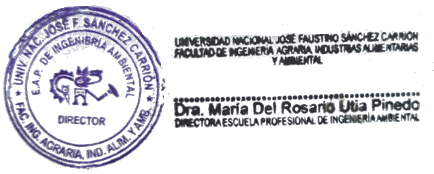 UNIV. NAC. JOSÉ F. SÁNCHEZ CARRIÓN
E.A.P. DE INGENIERIA AMBIENTAL
DIRECTOR
FAC. ING. AGRARIA, IND. ALIM. Y AMB.
UNIVERSIDAD NACIONAL JOSÉ FAUSTINO SÁNCHEZ CARRIÓN
FACULTAD DE INGENIERÍA AGRARIA, INDUSTRIAS ALIMENTARIAS
Y AMBIENTAL
Dra. María Del Rosario Utia Pinedo
DIRECTORA ESCUELA PROFESIONAL DE INGENIERÍA AMBIENTAL